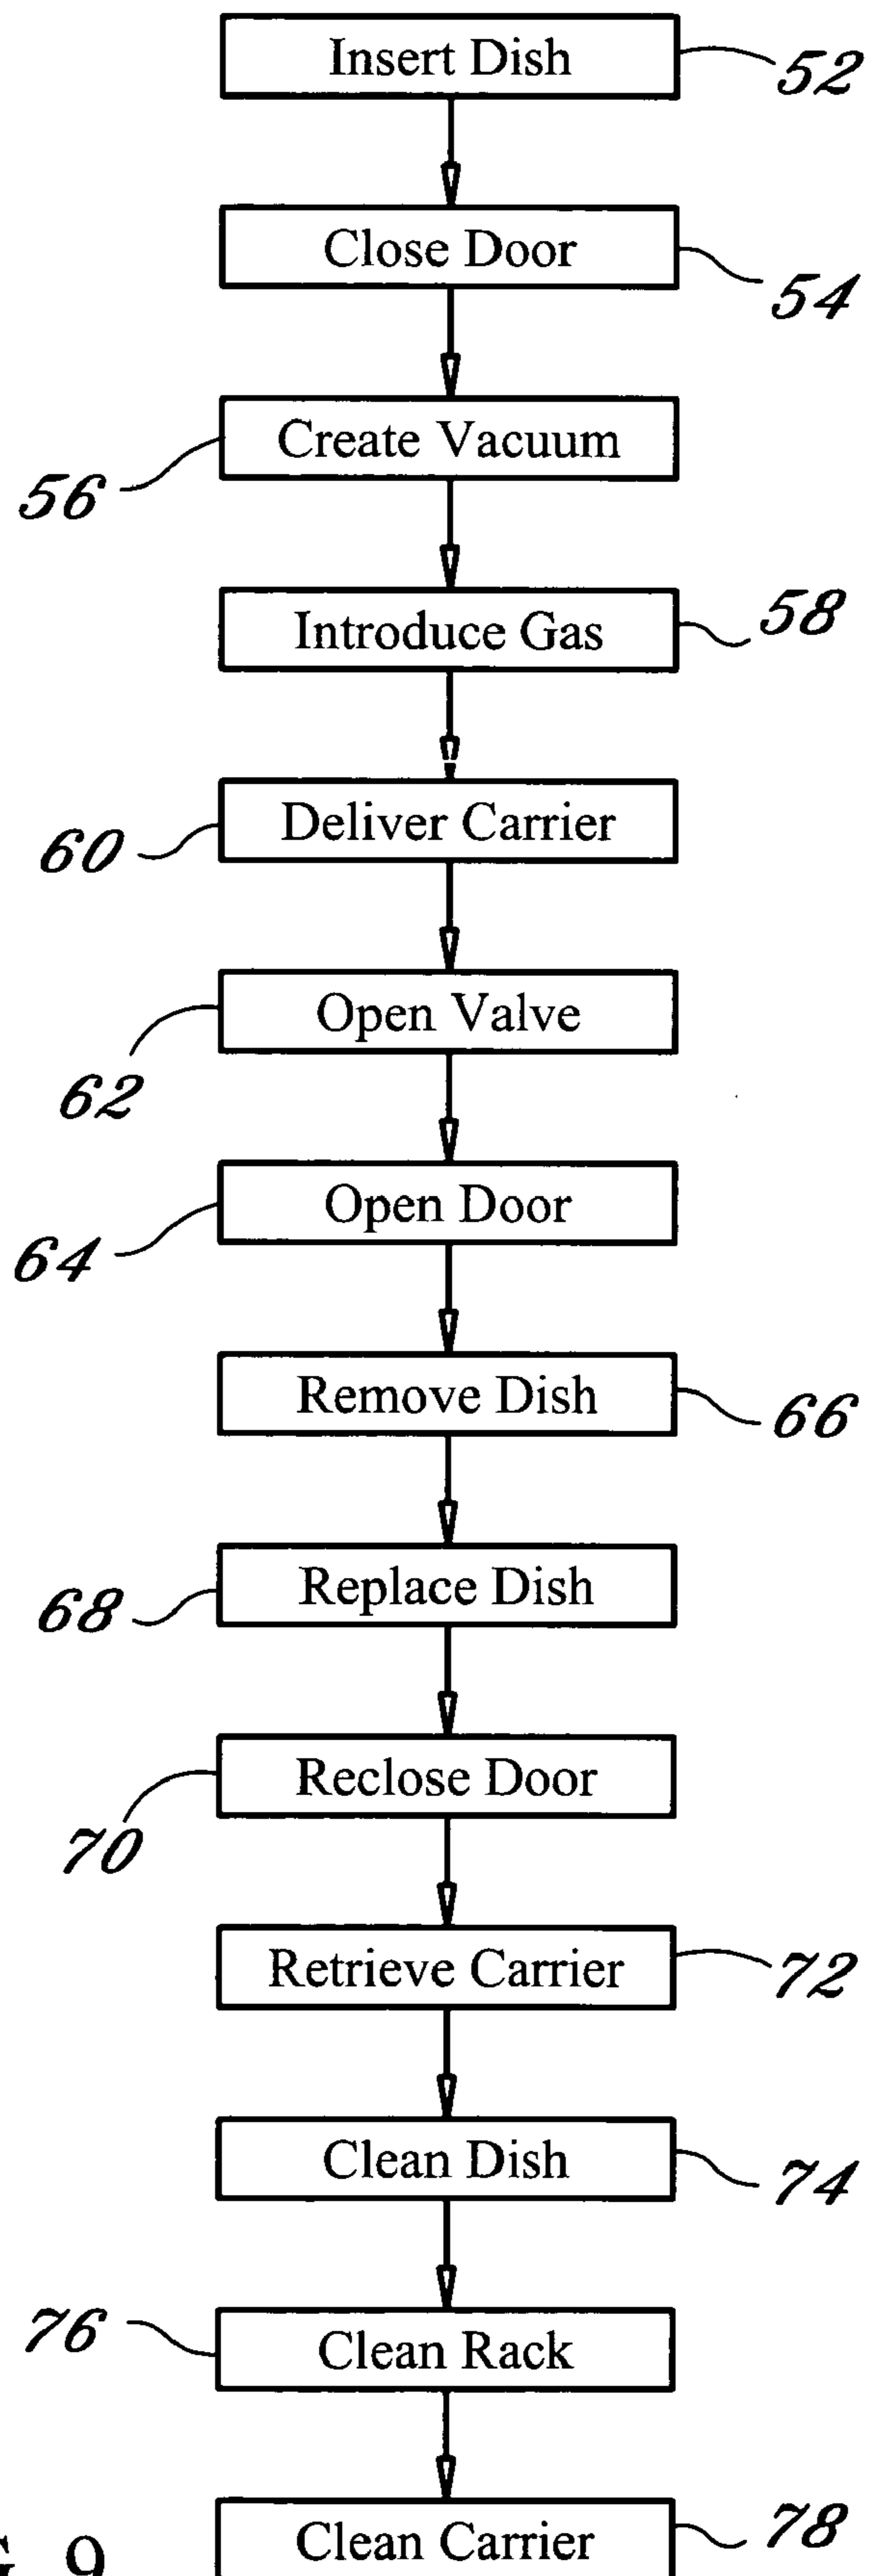 Insert Dish 52
Close Door 54
Create Vacuum
56
Introduce Gas 58
Deliver Carrier
60
Open Valve
62
Open Door
64
Remove Dish 66
Replace Dish
68
Reclose Door
70
Retrieve Carrier 72
Clean Dish 74
76 Clean Rack
Clean Carrier 78
9